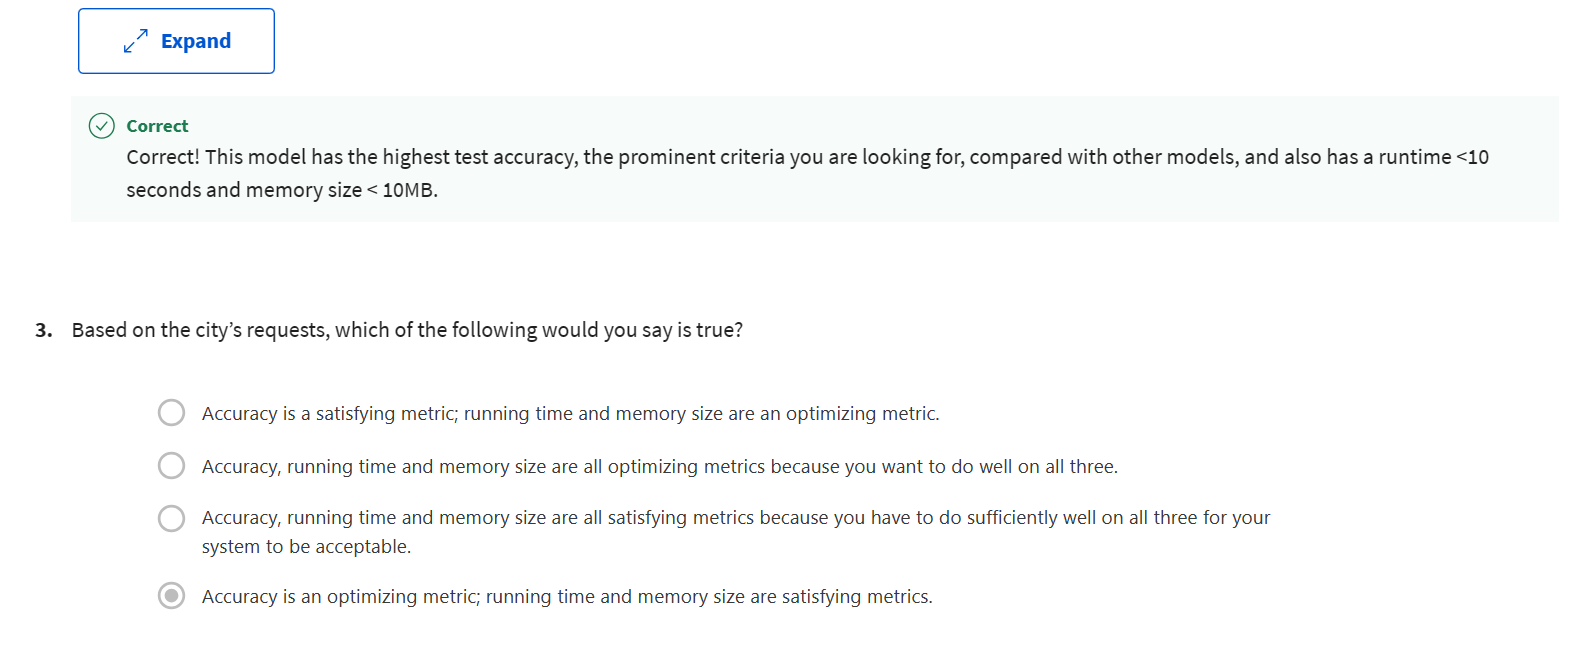 Expand
Correct
Correct! This model has the highest test accuracy, the prominent criteria you are looking for, compared with other models, and also has a runtime <10
seconds and memory size < 10MB.
3. Based on the city’s requests, which of the following would you say is true?
Accuracy is a satisfying metric; running time and memory size are an optimizing metric.
Accuracy, running time and memory size are all optimizing metrics because you want to do well on all three.
Accuracy, running time and memory size are all satisfying metrics because you have to do sufficiently well on all three for your
system to be acceptable.
Accuracy is an optimizing metric; running time and memory size are satisfying metrics.